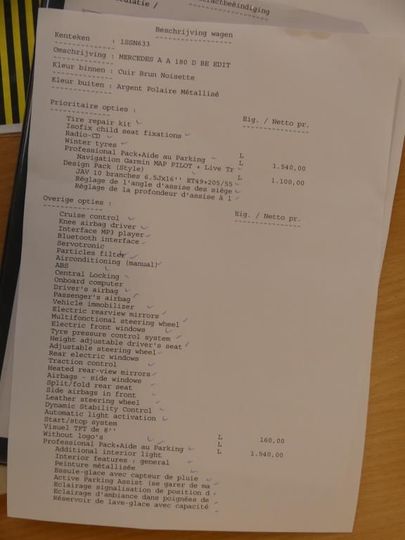 actbeëindiging
Beschrijving wagen
Kenteken : 1SSN633
Omschrijving : MERCEDES A A 180 D BE EDIT
Kleur binnen : Cuir Brun Noisette
Kleur buiten : Argent Polaire Métallisé
Prioritaire opties : Eig. / Netto pr.
Tire repair kit
Isofix child seat fixations
Radio-CD L
Winter tyres L
Professional Pack+Aide au Parking L 1.540,00
Navigation Garmin MAP PILOT + Live Tr
Design Pack (Style) L 1.100,00
JAV 10 branches 6.5Jx16'' ET49+205/55
Réglage de l'angle d'assise des siège
Réglage de la profondeur d'assise à l
Overige opties : Eig. / Netto pr.
Cruise control
Knee airbag driver
Interface MP3 player
Bluetooth interface
Servotronic
Particles filter
Airconditioning (manual)
ABS
Central Locking
Onboard computer
Driver's airbag
Passenger's airbag
Vehicle immobilizer
Electric rearview mirrors
Multifonctional steering wheel
Electric front windows
Tyre pressure control system
Height adjustable driver's seat
Adjustable steering wheel
Rear electric windows
Traction control
Heated rear-view mirrors
Airbags - side windows
Split/fold rear seat
Side airbags in front
Leather steering wheel
Dynamic Stability Control
Automatic light activation
Start/stop system
Visuel TFT de 8''
Without logo's L 160,00
Professional Pack+Aide au Parking L 1.540,00
Additional interior light
Interior features : general
Peinture métallisée
Essuie-glace avec capteur de pluie
Active Parking Assist (se garer de ma
Eclairage signalisation de position d
Eclairage d'ambiance dans poignées de
Réservoir de lave-glace avec capacité